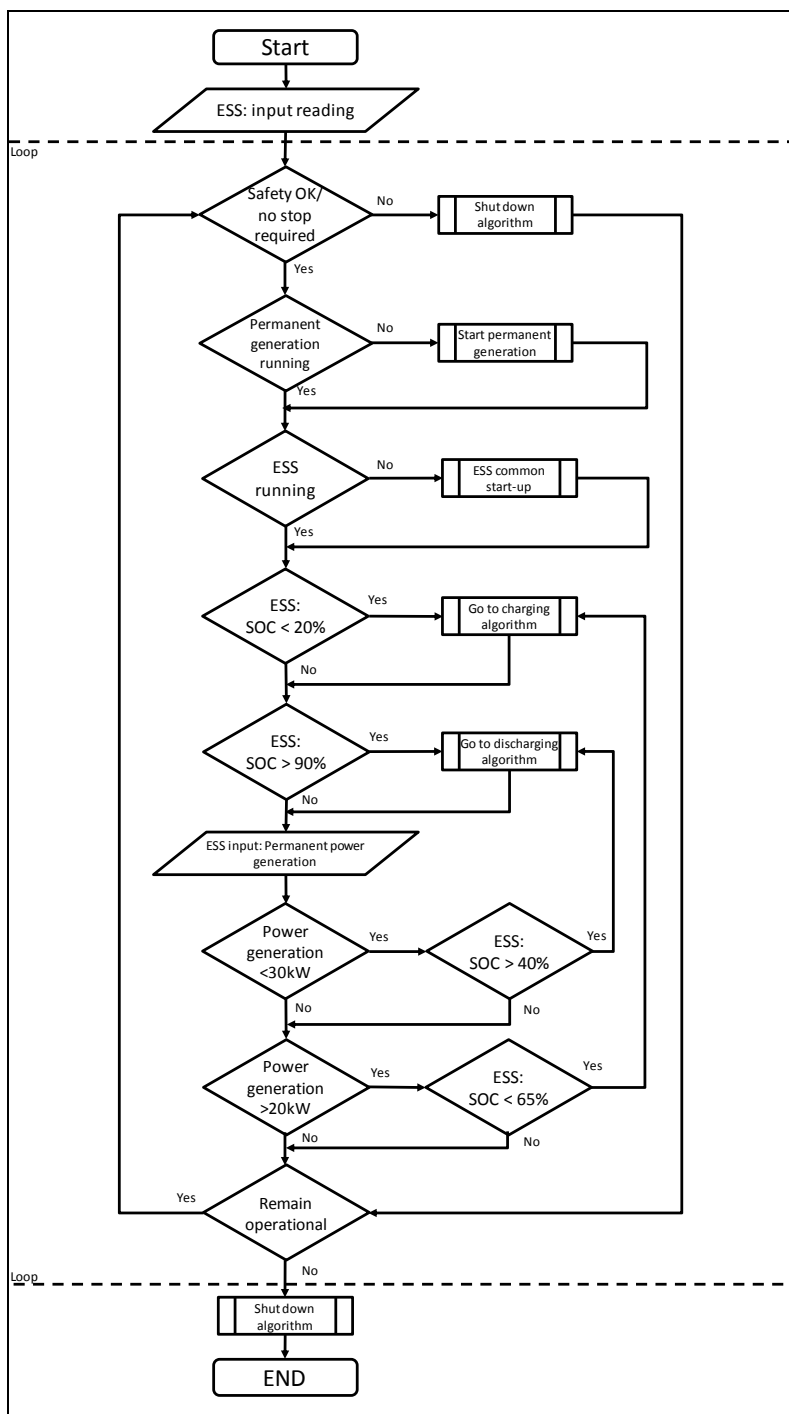 Start
ESS: input reading
Loop
Safety OK/
no stop
required
No
Shut down
algorithm
Yes
Permanent
generation
running
No
Start permanent
generation
Yes
ESS
running
No
ESS common
start-up
Yes
ESS:
SOC < 20%
Yes
Go to charging
algorithm
No
ESS:
SOC > 90%
Yes
Go to discharging
algorithm
No
ESS input: Permanent power
generation
Power
generation
<30kW
Yes
ESS:
SOC > 40%
Yes
No
No
Power
generation
>20kW
Yes
ESS:
SOC < 65%
Yes
No
No
Yes
Remain
operational
Loop
No
Shut down
algorithm
END